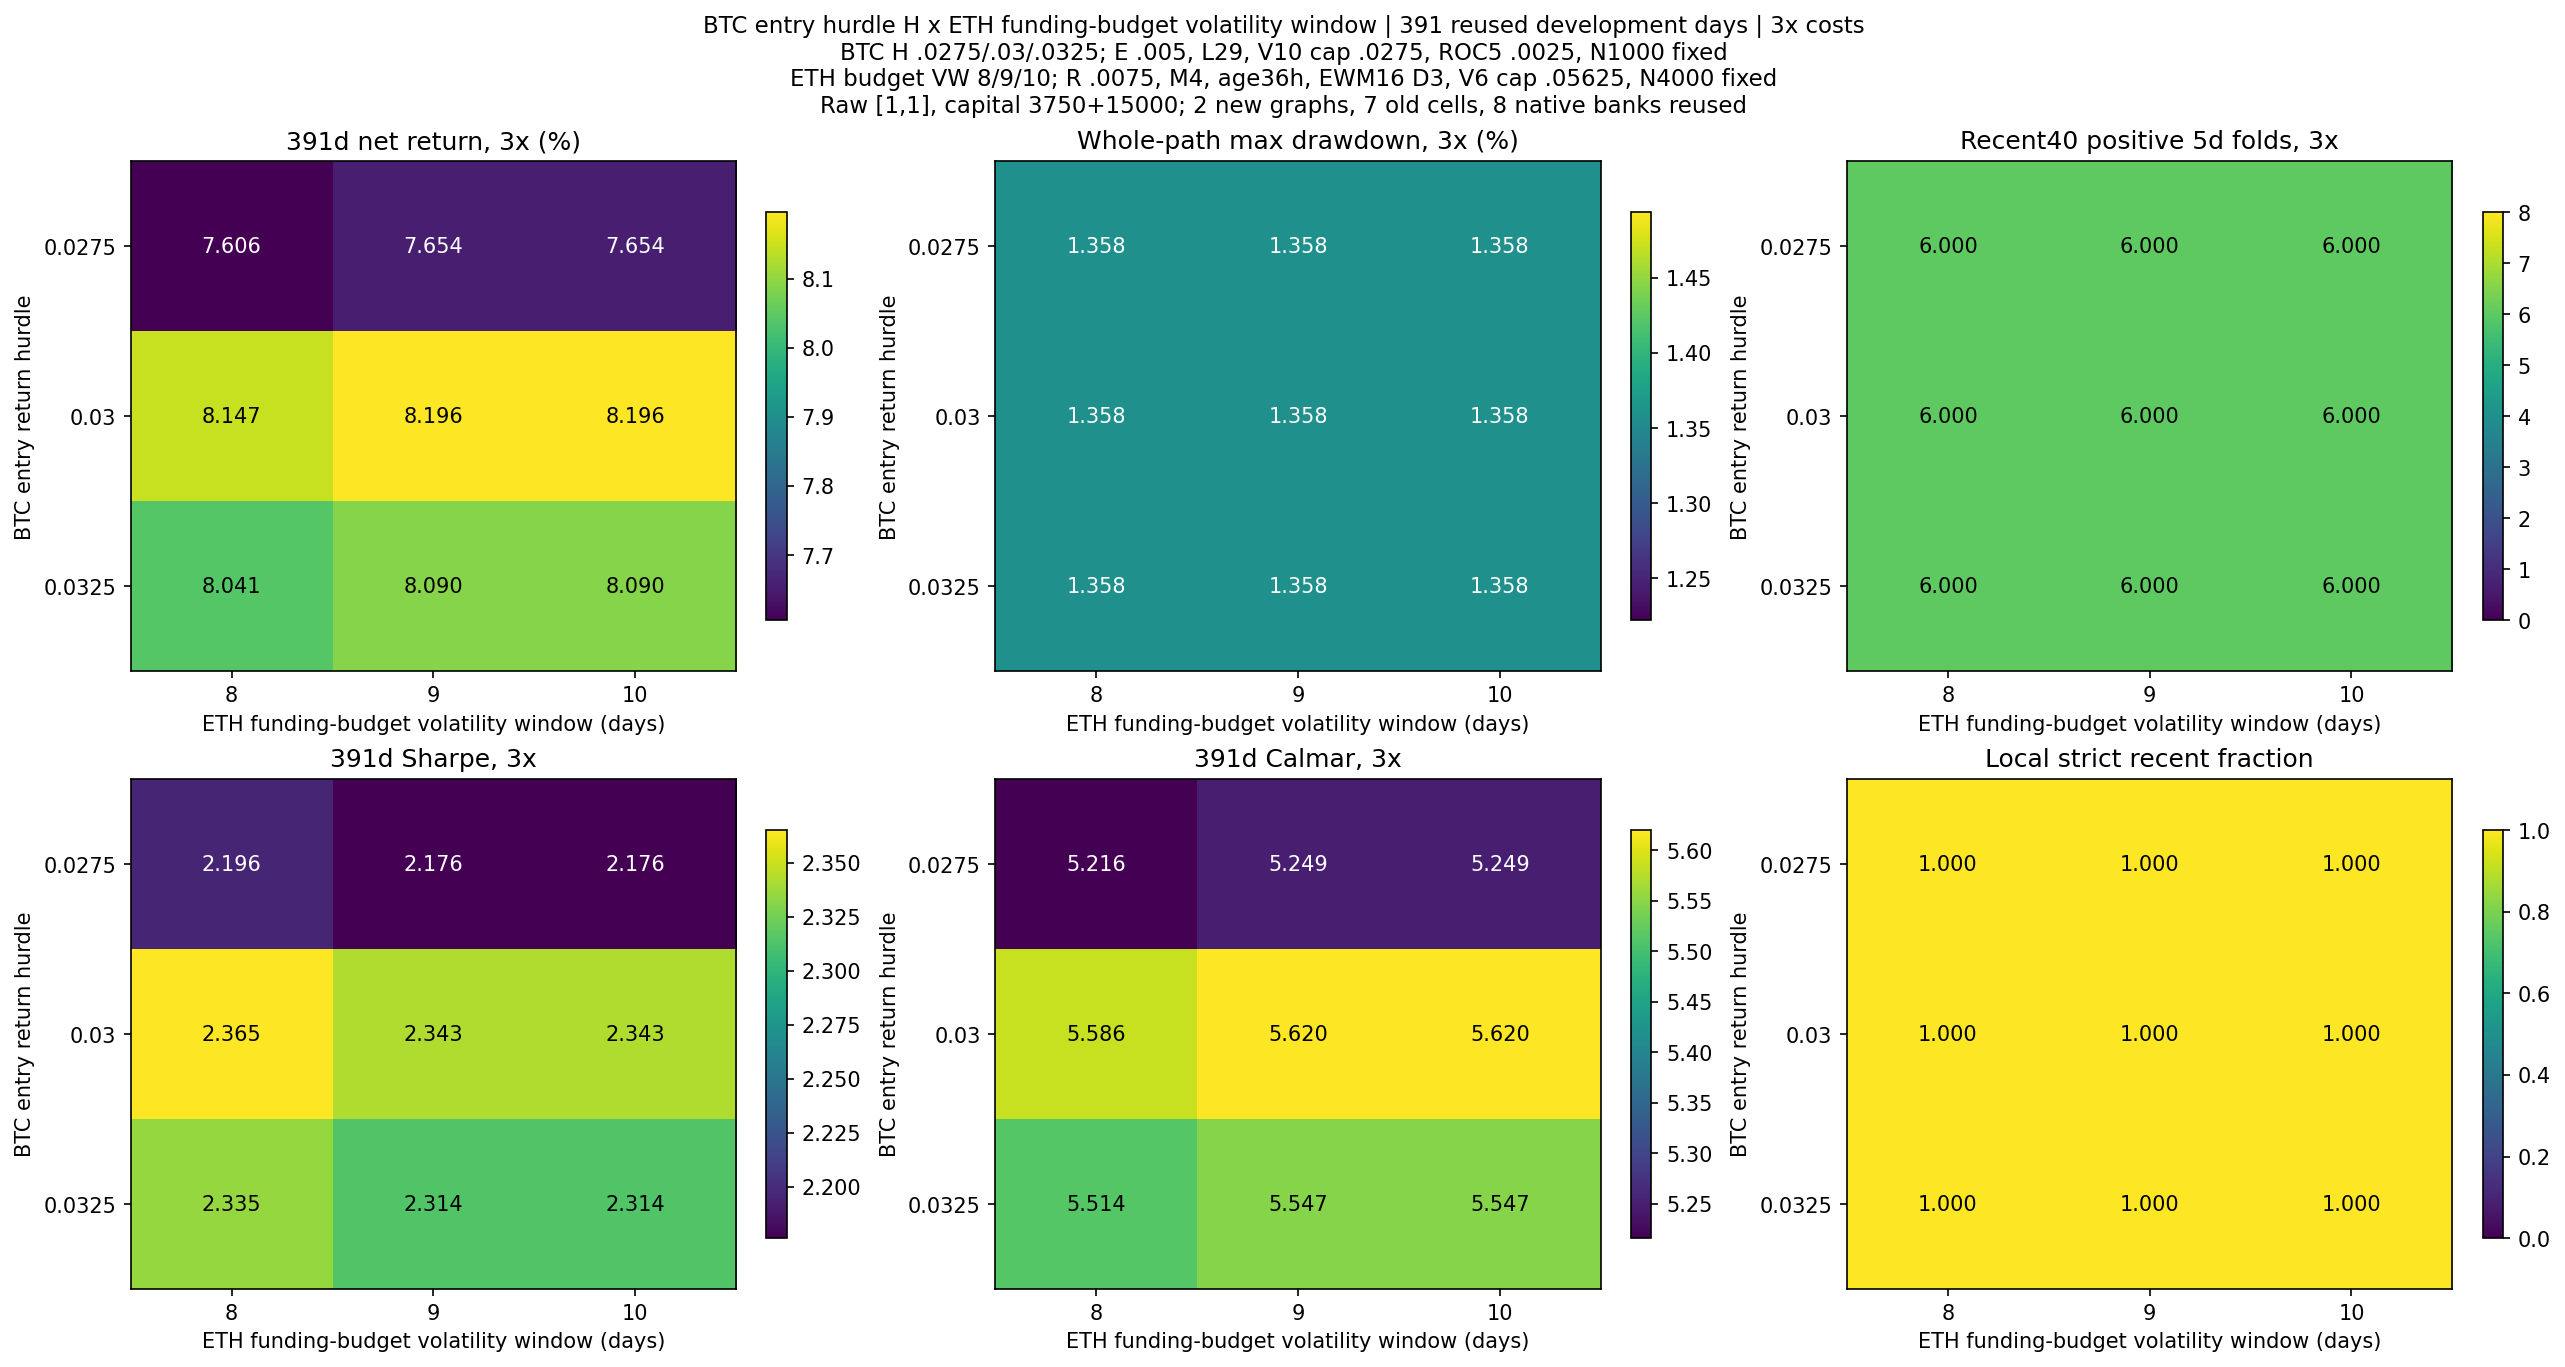 BTC entry hurdle H x ETH funding-budget volatility window | 391 reused development days | 3x costs
BTC H .0275/.03/.0325; E .005, L29, V10 cap .0275, ROC5 .0025, N1000 fixed
ETH budget VW 8/9/10; R .0075, M4, age36h, EWM16 D3, V6 cap .05625, N4000 fixed
Raw [1,1], capital 3750+15000; 2 new graphs, 7 old cells, 8 native banks reused
391d net return, 3x (%)
BTC entry return hurdle
0.0275
0.03
0.0325
7.606 7.654 7.654
8.147 8.196 8.196
8.041 8.090 8.090
8 9 10
ETH funding-budget volatility window (days)
8.1
8.0
7.9
7.8
7.7
Whole-path max drawdown, 3x (%)
BTC entry return hurdle
0.0275
0.03
0.0325
1.358 1.358 1.358
1.358 1.358 1.358
1.358 1.358 1.358
8 9 10
ETH funding-budget volatility window (days)
1.45
1.40
1.35
1.30
1.25
Recent40 positive 5d folds, 3x
BTC entry return hurdle
0.0275
0.03
0.0325
6.000 6.000 6.000
6.000 6.000 6.000
6.000 6.000 6.000
8 9 10
ETH funding-budget volatility window (days)
8
7
6
5
4
3
2
1
0
391d Sharpe, 3x
BTC entry return hurdle
0.0275
0.03
0.0325
2.196 2.176 2.176
2.365 2.343 2.343
2.335 2.314 2.314
8 9 10
ETH funding-budget volatility window (days)
2.350
2.325
2.300
2.275
2.250
2.225
2.200
391d Calmar, 3x
BTC entry return hurdle
0.0275
0.03
0.0325
5.216 5.249 5.249
5.586 5.620 5.620
5.514 5.547 5.547
8 9 10
ETH funding-budget volatility window (days)
5.60
5.55
5.50
5.45
5.40
5.35
5.30
5.25
Local strict recent fraction
BTC entry return hurdle
0.0275
0.03
0.0325
1.000 1.000 1.000
1.000 1.000 1.000
1.000 1.000 1.000
8 9 10
ETH funding-budget volatility window (days)
1.0
0.8
0.6
0.4
0.2
0.0